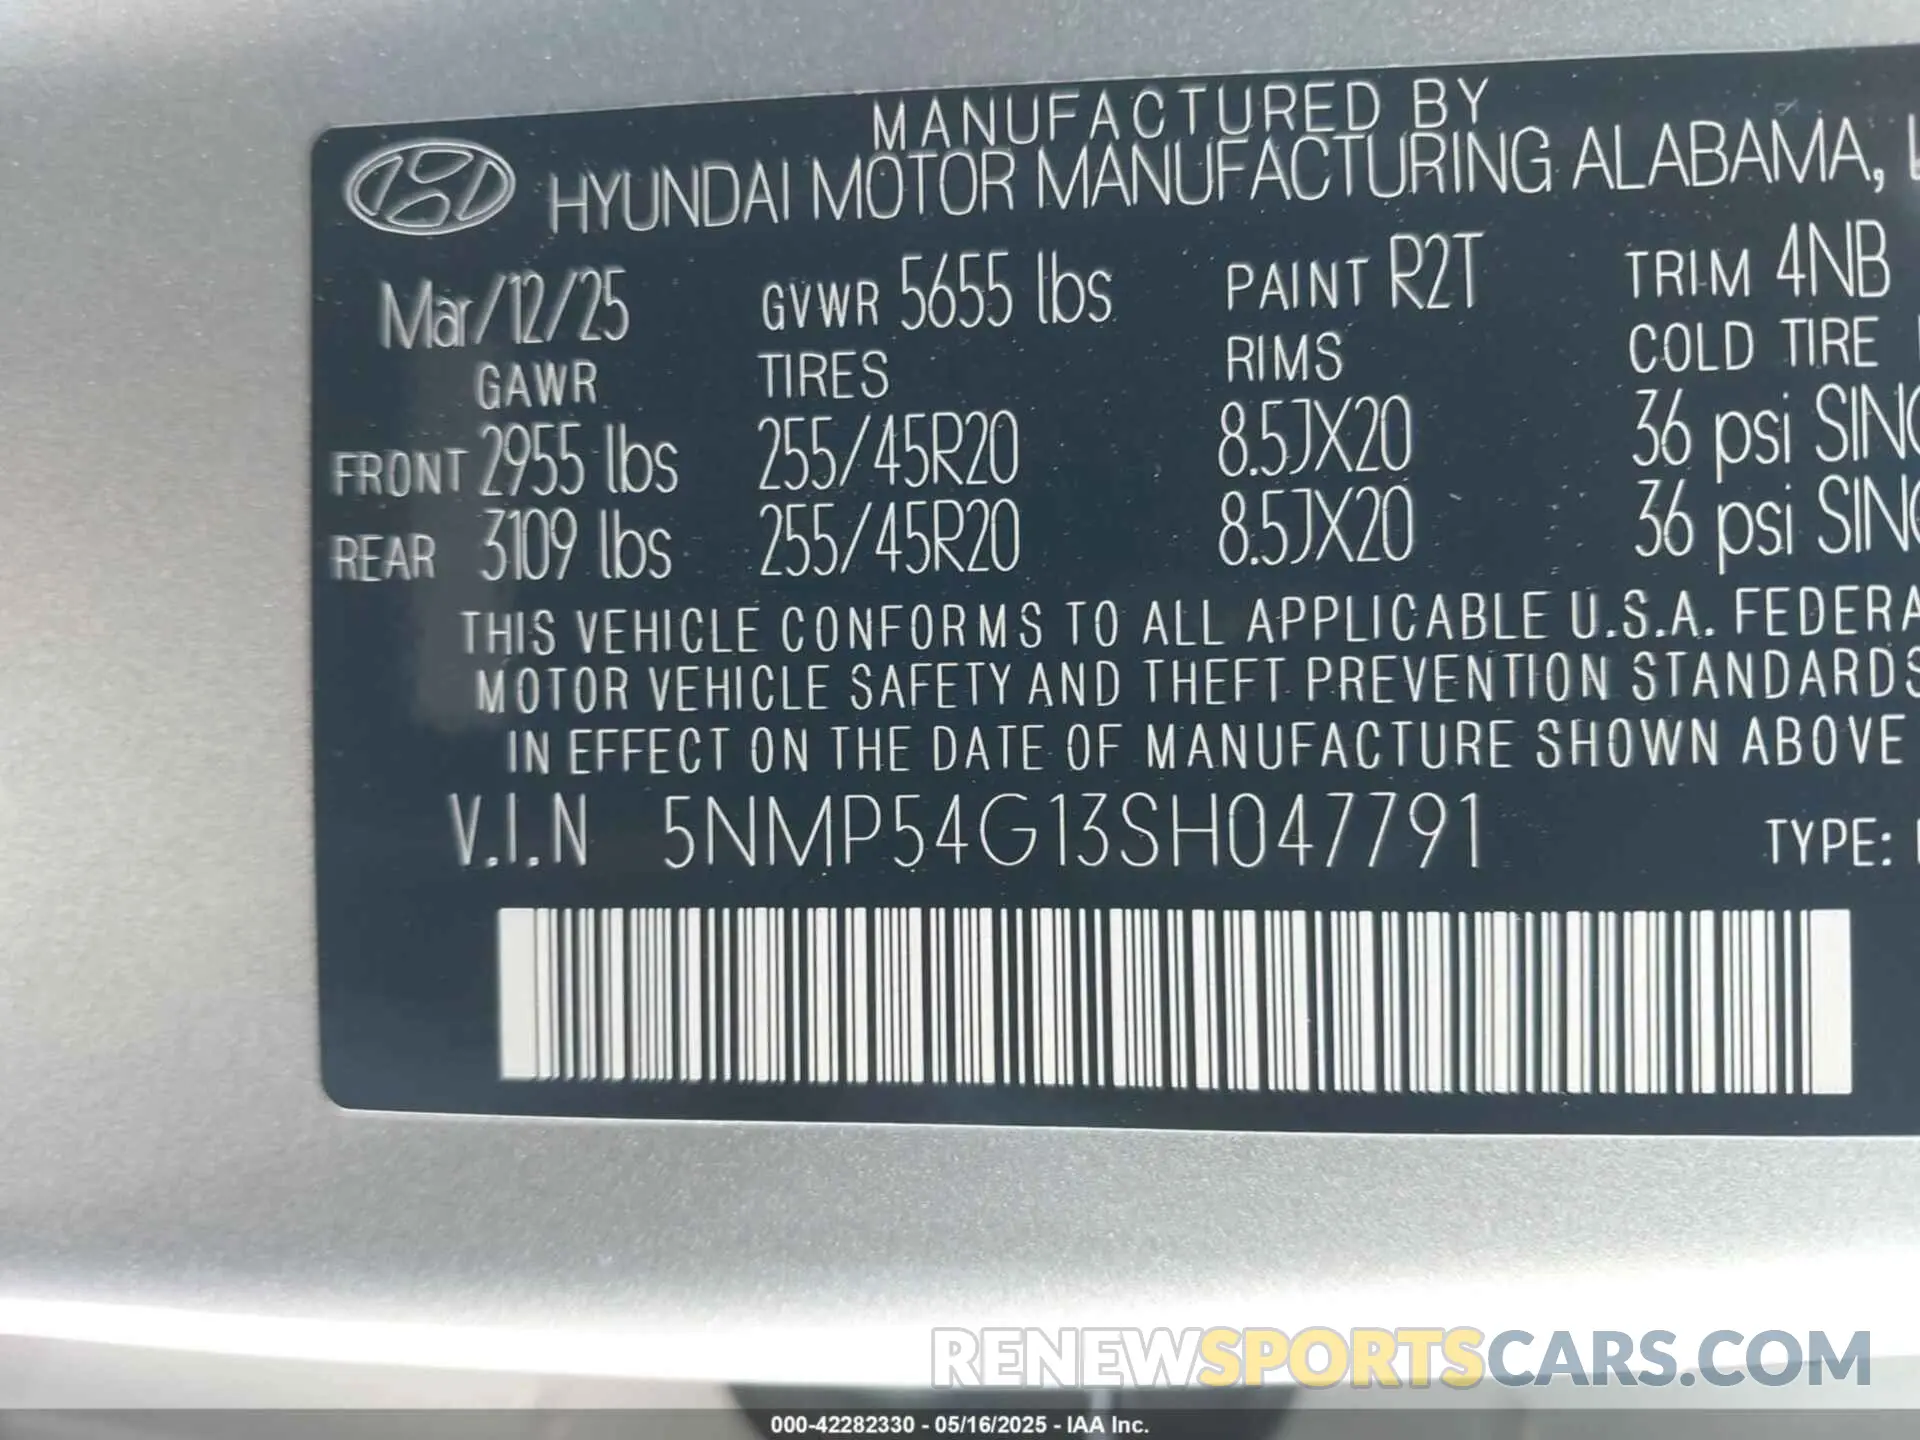 MANUFACTURED BY
HYUNDAI MOTOR MANUFACTURING ALABAMA,
Mar/12/25 GVWR 5655 lbs PAINT R2T TRIM 4NB
GAWR TIRES RIMS COLD TIRE
FRONT 2955 lbs 255/45R20 8.5JX20 36 psi SING
REAR 3109 lbs 255/45R20 8.5JX20 36 psi SING
THIS VEHICLE CONFORMS TO ALL APPLICABLE U.S.A. FEDERA
MOTOR VEHICLE SAFETY AND THEFT PREVENTION STANDARDS
IN EFFECT ON THE DATE OF MANUFACTURE SHOWN ABOVE
V.I.N 5NMP54G13SH047791 TYPE:
RENEWSPORTSCARS.COM
000-42282330 - 05/16/2025 - IAA Inc.